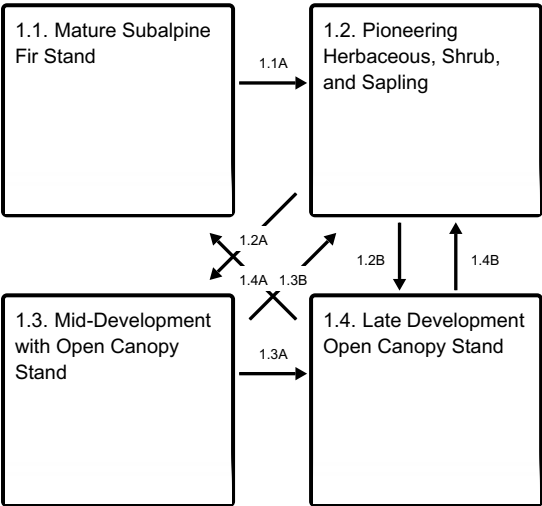 1.1. Mature Subalpine
Fir Stand
1.1A
1.2. Pioneering
Herbaceous, Shrub,
and Sapling
1.2A
1.4A
1.3B
1.2B
1.4B
1.3. Mid-Development
with Open Canopy
Stand
1.3A
1.4. Late Development
Open Canopy Stand